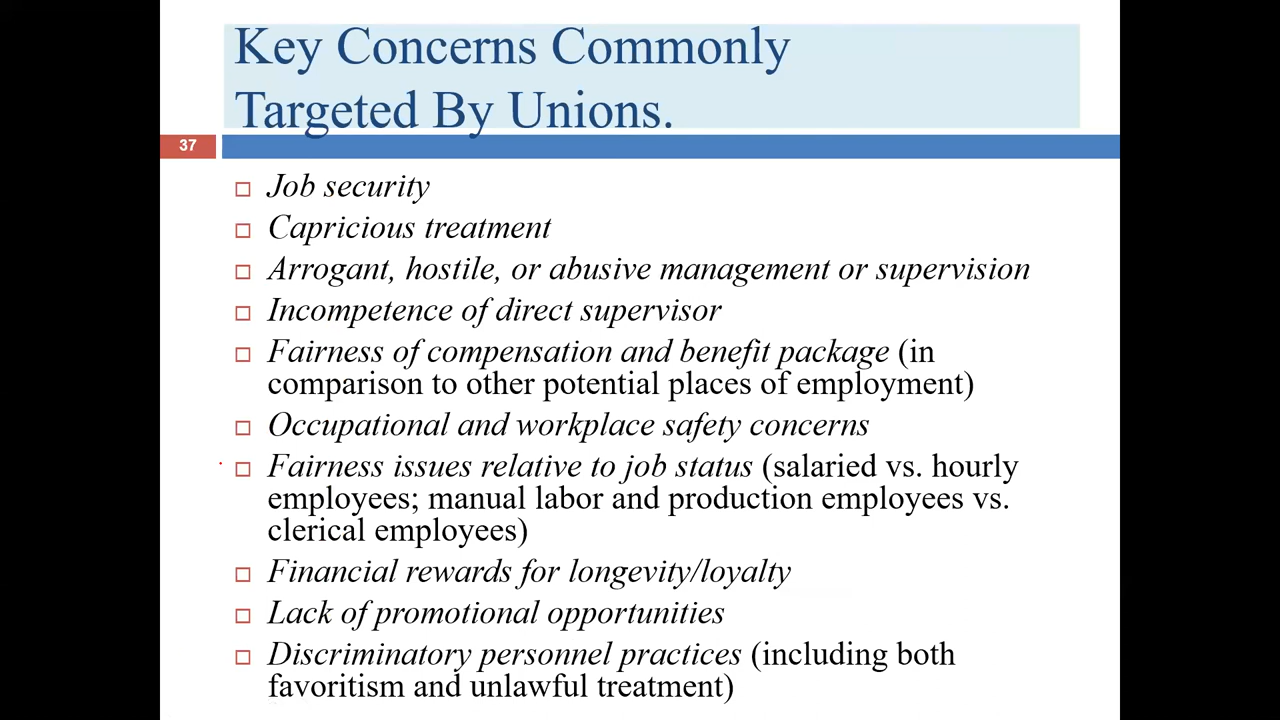 Key Concerns Commonly
Targeted By Unions.
37
Job security
Capricious treatment
Arrogant, hostile, or abusive management or supervision
Incompetence of direct supervisor
Fairness of compensation and benefit package (in
comparison to other potential places of employment)
Occupational and workplace safety concerns
Fairness issues relative to job status (salaried vs. hourly
employees; manual labor and production employees vs.
clerical employees)
Financial rewards for longevity/loyalty
Lack of promotional opportunities
Discriminatory personnel practices (including both
favoritism and unlawful treatment)